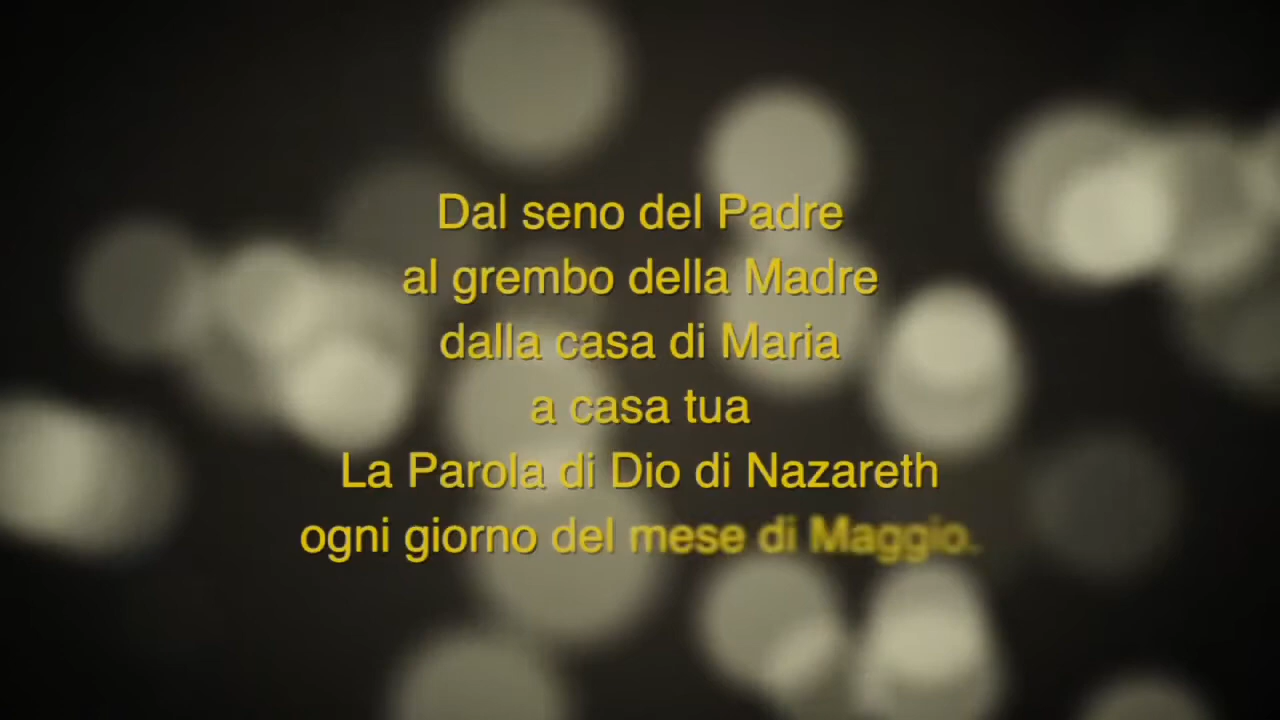 Dal seno del Padre
al grembo della Madre
dalla casa di Maria
a casa tua
La Parola di Dio di Nazareth
ogni giorno del mese di Maggio.